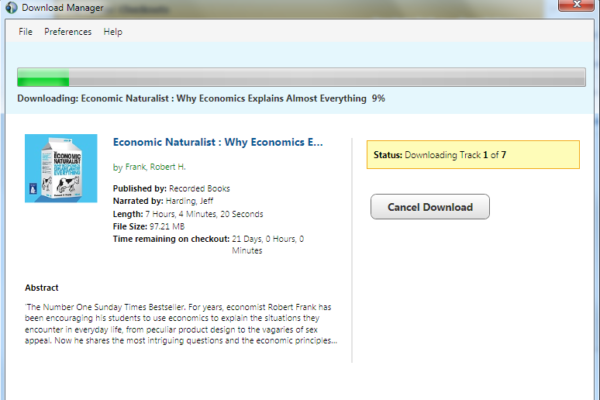 Download Manager
File Preferences Help
Downloading: Economic Naturalist : Why Economics Explains Almost Everything 9%
ECONOMIC
NATURALIST
Economic Naturalist : Why Economics E...
by Frank, Robert H.
Published by: Recorded Books
Narrated by: Harding, Jeff
Length: 7 Hours, 4 Minutes, 20 Seconds
File Size: 97.21 MB
Time remaining on checkout: 21 Days, 0 Hours, 0
Minutes
Status: Downloading Track 1 of 7
Cancel Download
Abstract
'The Number One Sunday Times Bestseller. For years, economist Robert Frank has
been encouraging his students to use economics to explain the situations they
encounter in everyday life, from peculiar product design to the vagaries of sex
appeal. Now he shares the most intriguing questions and the economic principles...